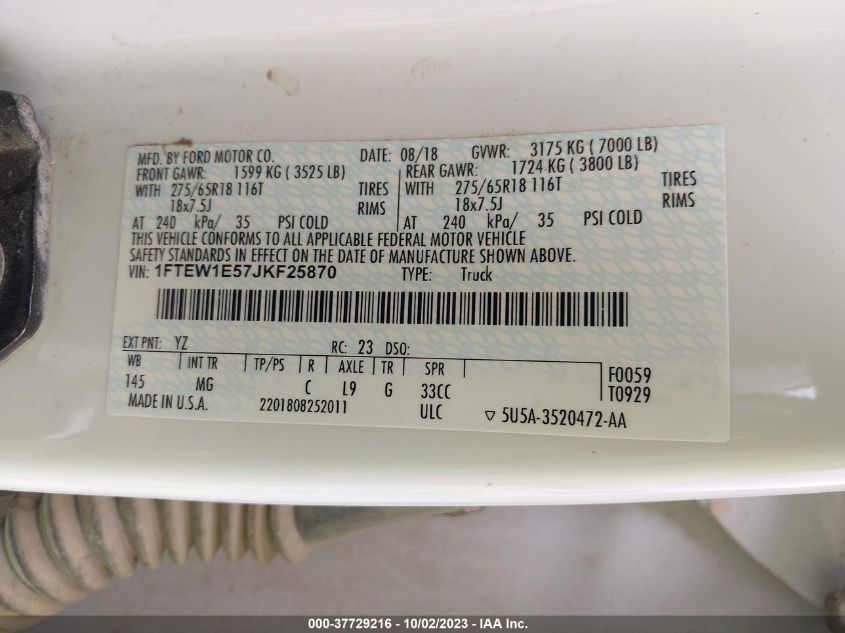 MFD. BY FORD MOTOR CO. DATE: 08/18 GVWR: 3175 KG ( 7000 LB)
FRONT GAWR: 1599 KG ( 3525 LB) REAR GAWR: 1724 KG ( 3800 LB)
WITH 275/65R18 116T TIRES WITH 275/65R18 116T TIRES
18x7.5J RIMS 18x7.5J RIMS
AT 240 kPa/ 35 PSI COLD AT 240 kPa/ 35 PSI COLD
THIS VEHICLE CONFORMS TO ALL APPLICABLE FEDERAL MOTOR VEHICLE
SAFETY STANDARDS IN EFFECT ON THE DATE OF MANUFACTURE SHOWN ABOVE.
VIN: 1FTEW1E57JKF25870 TYPE: Truck
EXT PNT: YZ RC: 23 DSO:
WB INT TR TP/PS R AXLE TR SPR F0059
145 MG C L9 G 33CC T0929
MADE IN U.S.A. 2201808252011 ULC ▽ 5U5A-3520472-AA
000-37729216 - 10/02/2023 - IAA Inc.